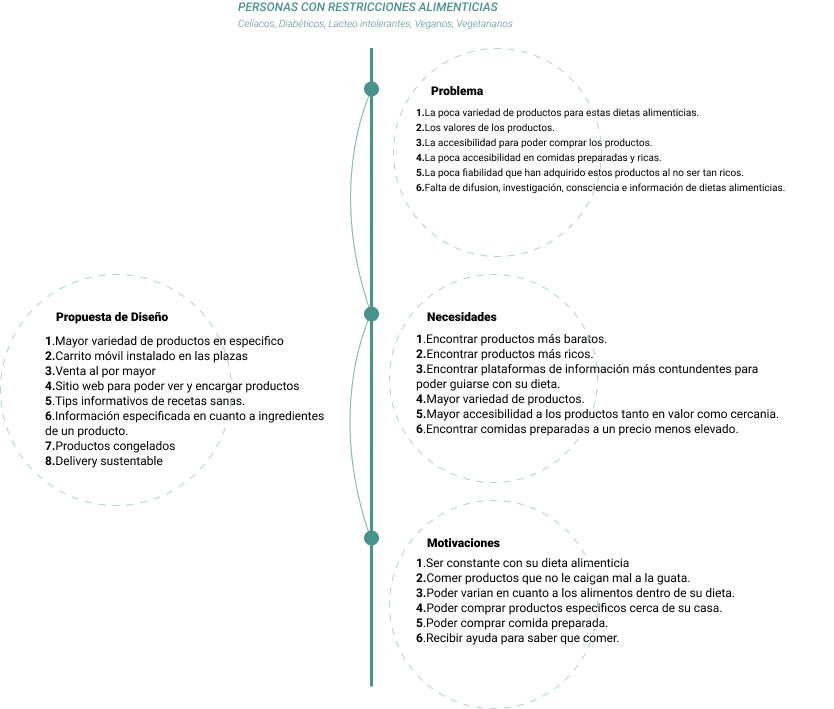 PERSONAS CON RESTRICCIONES ALIMENTICIAS
Celíacos, Diabéticos, Lacteo intolerantes, Veganos, Vegetarianos
Problema
1.La poca variedad de productos para estas dietas alimenticias.
2.Los valores de los productos.
3.La accesibilidad para poder comprar los productos.
4.La poca accesibilidad en comidas preparadas y ricas.
5.La poca fiabilidad que han adquirido estos productos al no ser tan ricos.
6.Falta de difusion, investigación, consciencia e información de dietas alimenticias.
Propuesta de Diseño
1.Mayor variedad de productos en especifico
2.Carrito móvil instalado en las plazas
3.Venta al por mayor
4.Sitio web para poder ver y encargar productos
5.Tips informativos de recetas sanas.
6.Información especificada en cuanto a ingredientes
de un producto.
7.Productos congelados
8.Delivery sustentable
Necesidades
1.Encontrar productos más baratos.
2.Encontrar productos más ricos.
3.Encontrar plataformas de información más contundentes para
poder guiarse con su dieta.
4.Mayor variedad de productos.
5.Mayor accesibilidad a los productos tanto en valor como cercania.
6.Encontrar comidas preparadas a un precio menos elevado.
Motivaciones
1.Ser constante con su dieta alimenticia
2.Comer productos que no le caigan mal a la guata.
3.Poder varian en cuanto a los alimentos dentro de su dieta.
4.Poder comprar productos especificos cerca de su casa.
5.Poder comprar comida preparada.
6.Recibir ayuda para saber que comer.